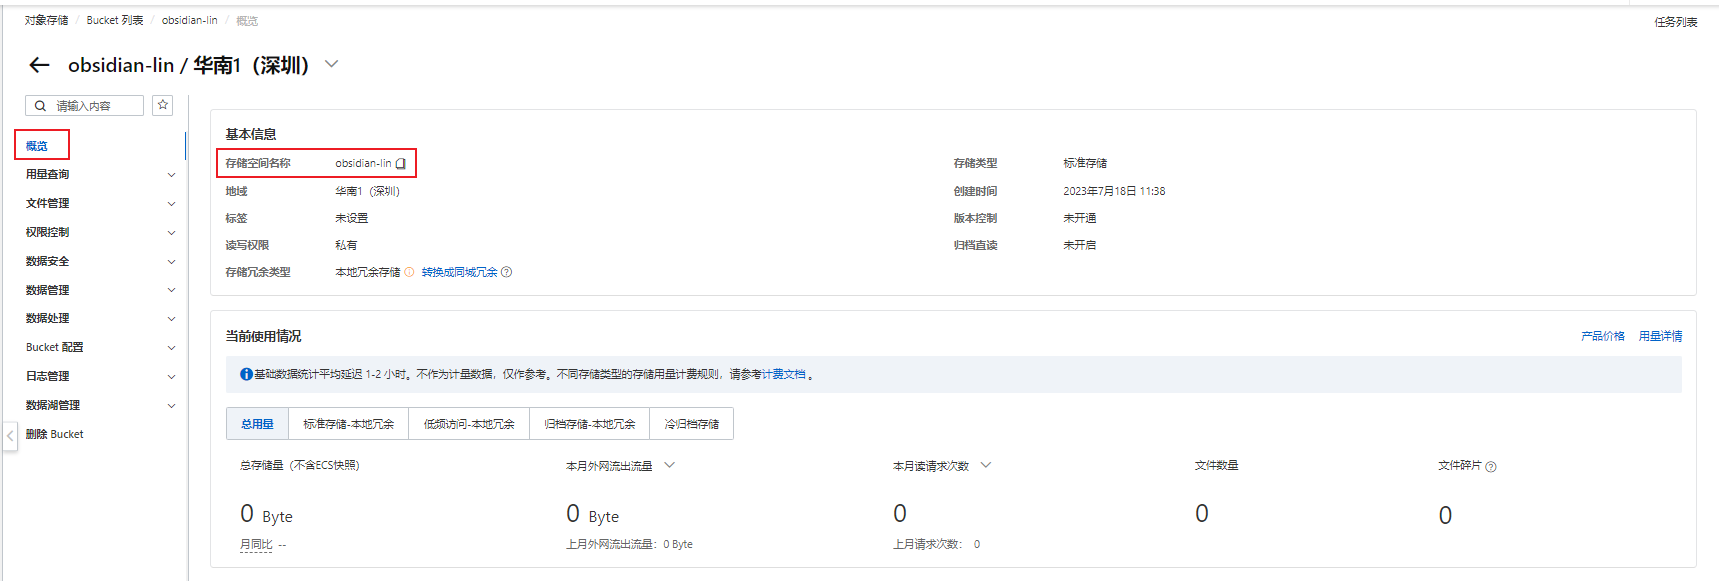 对象存储 / Bucket 列表 / obsidian-lin / 概览
任务列表
obsidian-lin / 华南1（深圳）
请输入内容
概览
用量查询
文件管理
权限控制
数据安全
数据管理
数据处理
Bucket 配置
日志管理
数据湖管理
删除 Bucket
基本信息
存储空间名称 obsidian-lin
存储类型 标准存储
地域 华南1（深圳）
创建时间 2023年7月18日 11:38
标签 未设置
版本控制 未开通
读写权限 私有
归档直读 未开启
存储冗余类型 本地冗余存储 转换成同城冗余
当前使用情况
产品价格 用量详情
基础数据统计平均延迟 1-2 小时。不作为计量数据，仅作参考。不同存储类型的存储用量计费规则，请参考计费文档 。
总用量 标准存储-本地冗余 低频访问-本地冗余 归档存储-本地冗余 冷归档存储
总存储量（不含ECS快照） 本月外网流出流量 本月读请求次数 文件数量 文件碎片
0 Byte 0 Byte 0 0 0
月同比 -- 上月外网流出流量：0 Byte 上月请求次数： 0